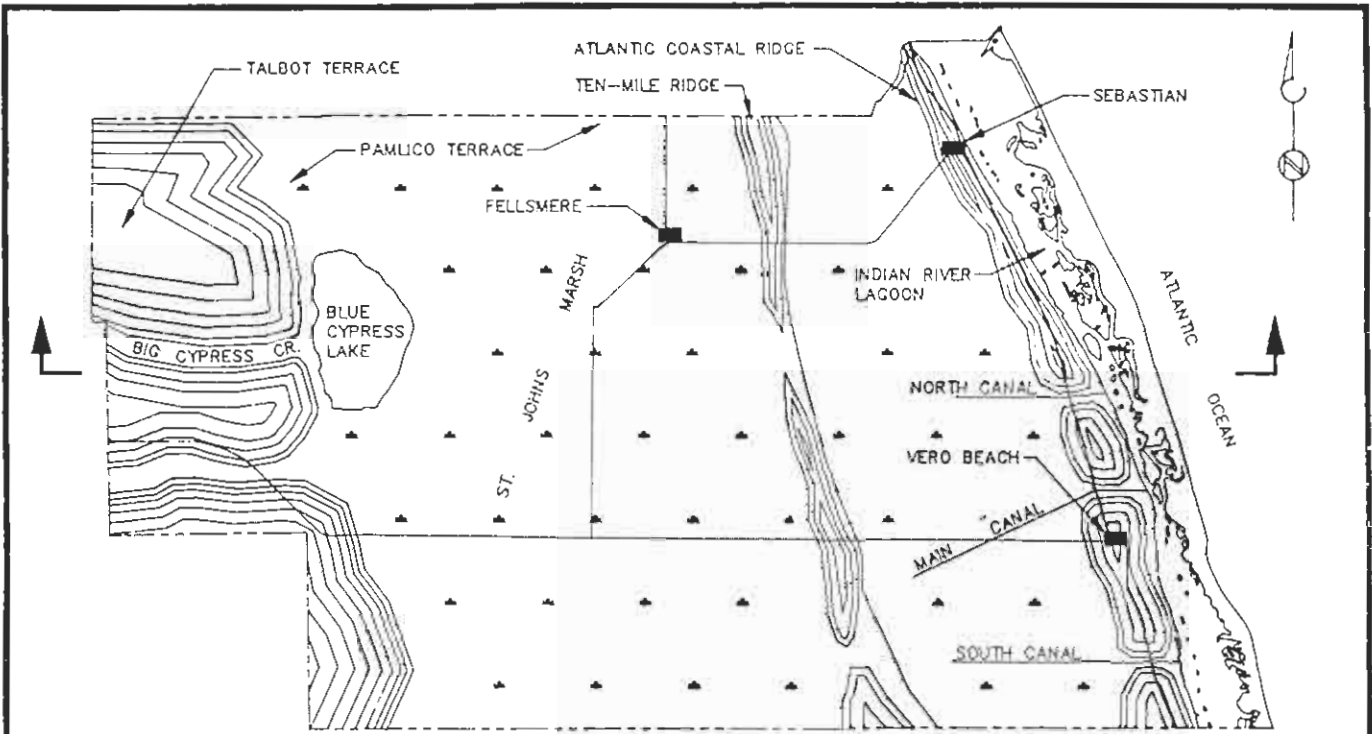 TALBOT TERRACE
ATLANTIC COASTAL RIDGE
TEN-MILE RIDGE
SEBASTIAN
PAMLICO TERRACE
FELLSMERE
INDIAN RIVER
LAGOON
ATLANTIC
OCEAN
BLUE
CYPRESS
LAKE
BIG CYPRESS CR.
ST. JOHNS MARSH
NORTH CANAL
VERO BEACH
MAIN CANAL
SOUTH CANAL
N